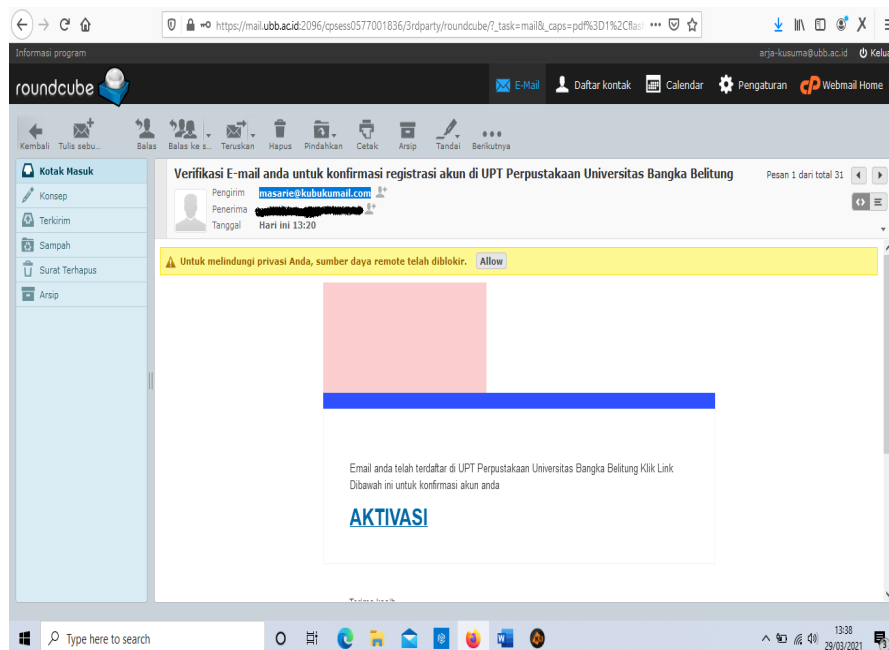 https://mail.ubb.ac.id:2096/cpsess0577001836/3rdparty/roundcube/?_task=mail&_caps=pdf%3D1%2Cflas
Informasi program
arja-kusuma@ubb.ac.id Kelua
roundcube
E-Mail Daftar kontak Calendar Pengaturan cP Webmail Home
Kembali Tulis sebu... Balas Balas ke s... Teruskan Hapus Pindahkan Cetak Arsip Tandai Berikutnya
Kotak Masuk
Konsep
Terkirim
Sampah
Surat Terhapus
Arsip
Verifikasi E-mail anda untuk konfirmasi registrasi akun di UPT Perpustakaan Universitas Bangka Belitung
Pesan 1 dari total 31
Pengirim masarie@kubukumail.com
Penerima
Tanggal Hari ini 13:20
Untuk melindungi privasi Anda, sumber daya remote telah diblokir. Allow
Email anda telah terdaftar di UPT Perpustakaan Universitas Bangka Belitung Klik Link
Dibawah ini untuk konfirmasi akun anda
AKTIVASI
Type here to search
13:38
29/03/2021